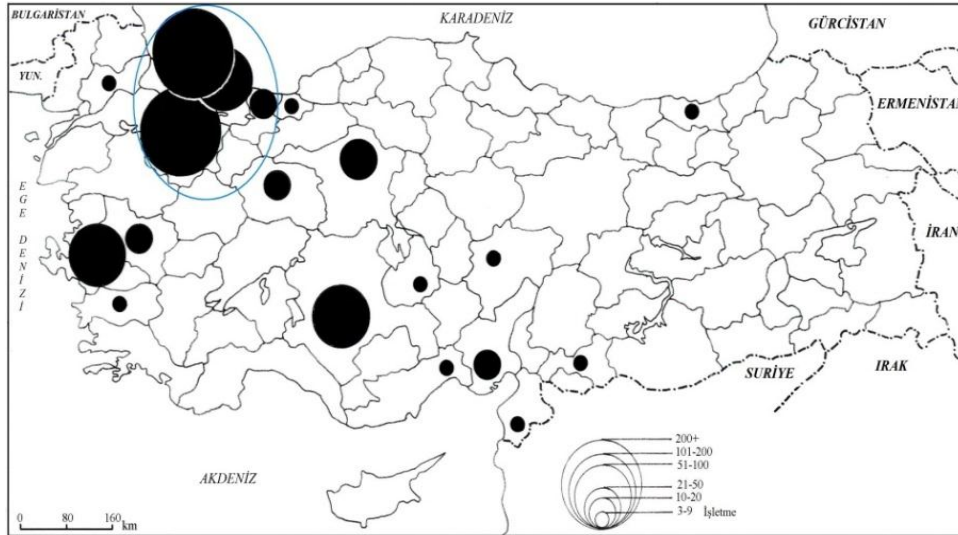 BULGARİSTAN
KARADENİZ
GÜRCİSTAN
YUN.
ERMENİSTAN
EGE DENİZİ
İRAN
SURİYE
IRAK
AKDENİZ
200+
101-200
51-100
21-50
10-20
3-9 İşletme
0 80 160 km